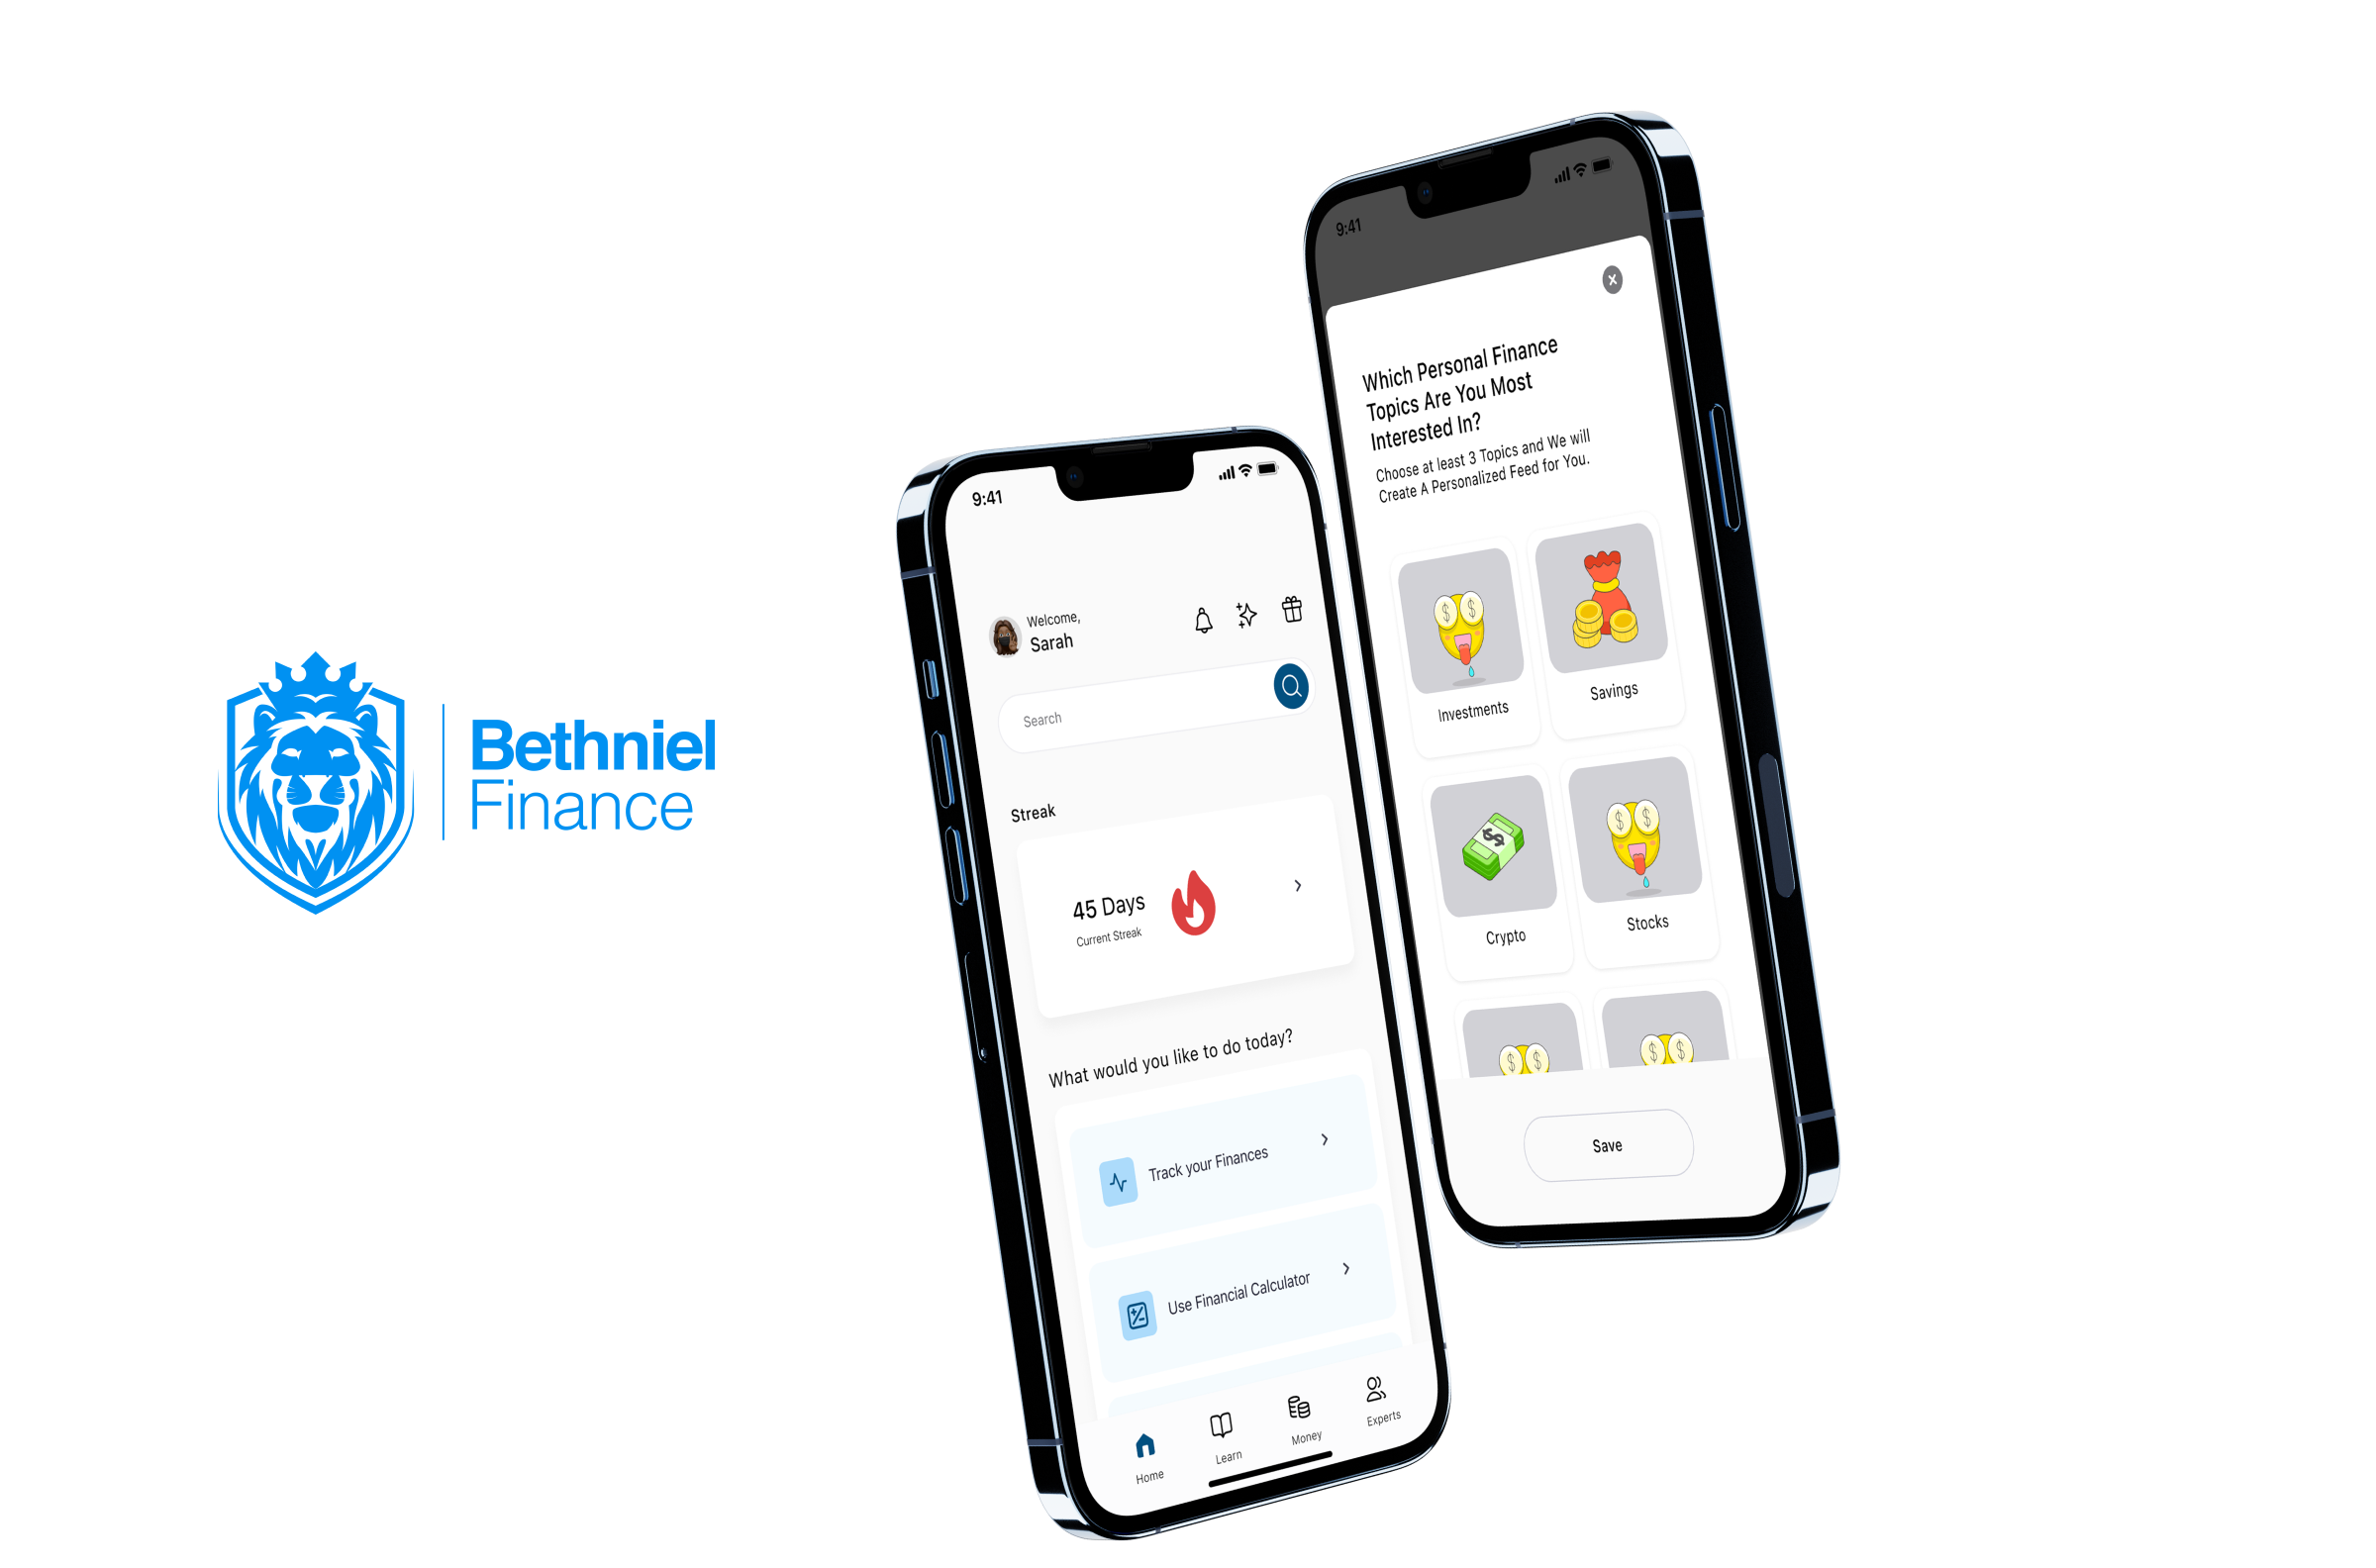 Bethniel
Finance
9:41
Welcome,
Sarah
Search
Streak
45 Days
Current Streak
What would you like to do today?
Track your Finances
Use Financial Calculator
Home
Learn
Money
Experts
9:41
Which Personal Finance
Topics Are You Most
Interested In?
Choose at least 3 Topics and We will
Create A Personalized Feed for You.
Investments
Savings
Crypto
Stocks
Save